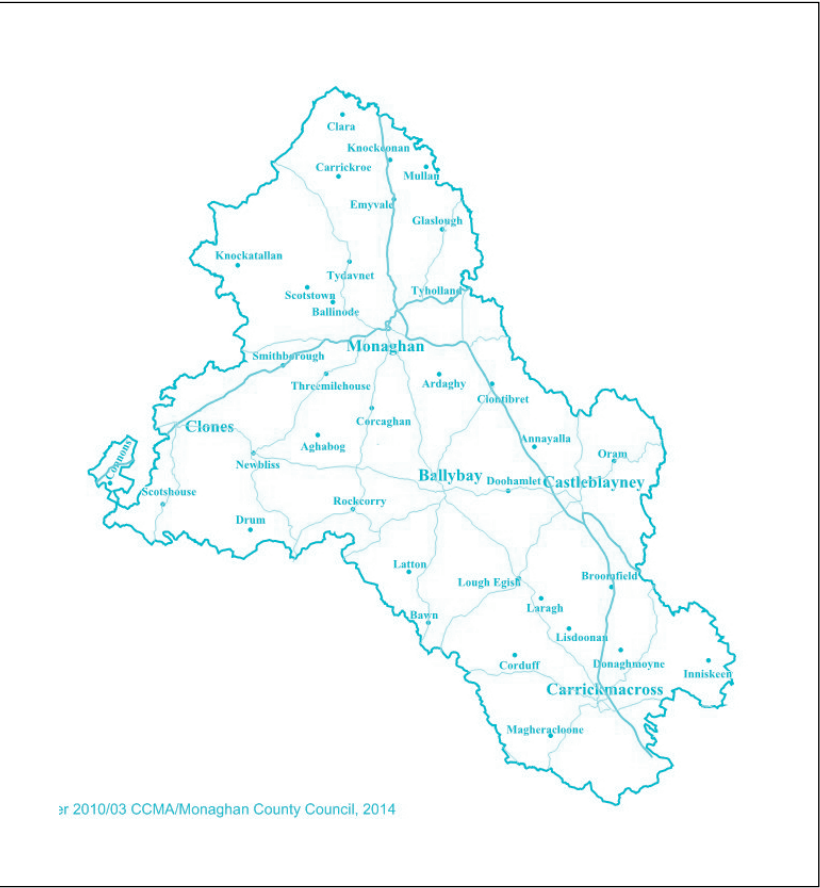 Clara
Knockconan
Carrickroe
Mullan
Emyvale
Glaslough
Knockatallan
Tydavnet
Scotstown
Tyholland
Ballinode
Monaghan
Smithborough
Threemilehouse
Ardaghy
Clontibret
Corcaghan
Clones
Annayalla
Aghabog
Oram
Connons
Newbliss
Ballybay
Doohamlet
Castleblayney
Scotshouse
Rockcorry
Drum
Latton
Broomfield
Lough Egish
Laragh
Bawn
Lisdoonan
Corduff
Donaghmoyne
Inniskeen
Carrickmacross
Magheracloone
er 2010/03 CCMA/Monaghan County Council, 2014